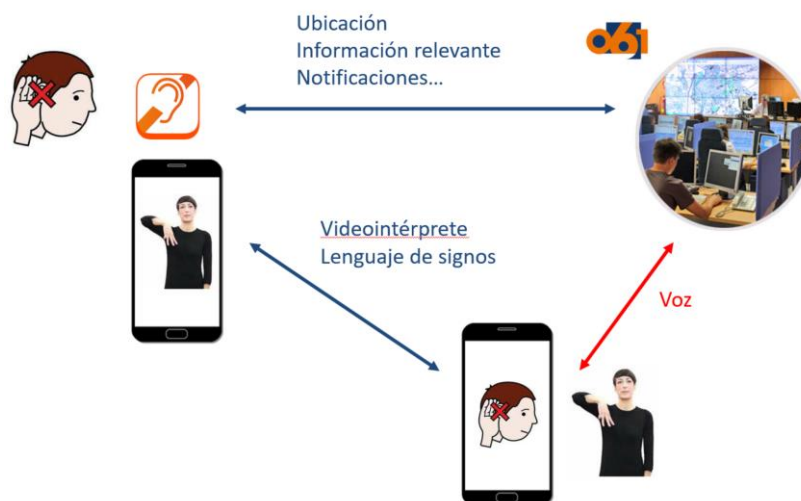 Ubicación
Información relevante
Notificaciones...
061
Videointérprete
Lenguaje de signos
Voz